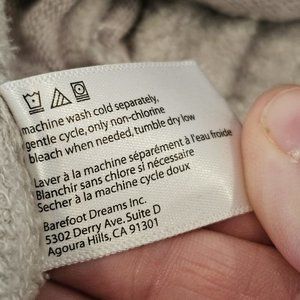 machine wash cold separately,
gentle cycle, only non-chlorine
bleach when needed, tumble dry low
Laver à la machine séparément à l'eau froide
Blanchir sans chlore si nécessaire
Secher à la machine cycle doux
Barefoot Dreams Inc.
5302 Derry Ave. Suite D
Agoura Hills, CA 91301